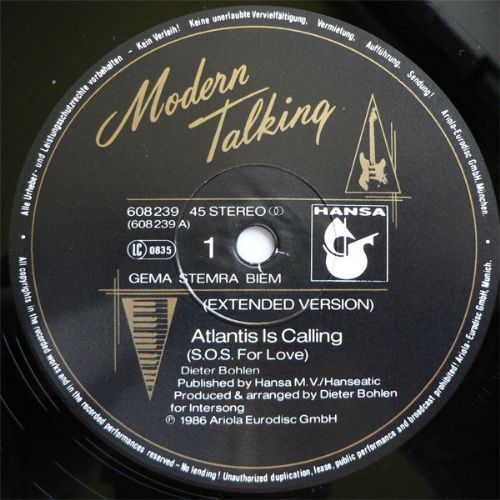 Alle Urheber- und Leistungsschutzrechte vorbehalten - Kein Verleih! Keine unerlaubte Vervielfältigung, Vermietung, Aufführung, Sendung! Ariola-Eurodisc GmbH, München.
Modern
Talking
608 239 45 STEREO
(608 239 A)
LC 0835
1
HANSA
GEMA STEMRA BIEM
(EXTENDED VERSION)
Atlantis Is Calling
(S.O.S. For Love)
Dieter Bohlen
Published by Hansa M.V./Hanseatic
Produced & arranged by Dieter Bohlen
for Intersong
℗ 1986 Ariola Eurodisc GmbH
All copyrights and in the recorded works and in the recorded performances reserved - No lending! Unauthorized duplication, lease, public performance and broadcast prohibited! Ariola-Eurodisc GmbH, Munich.